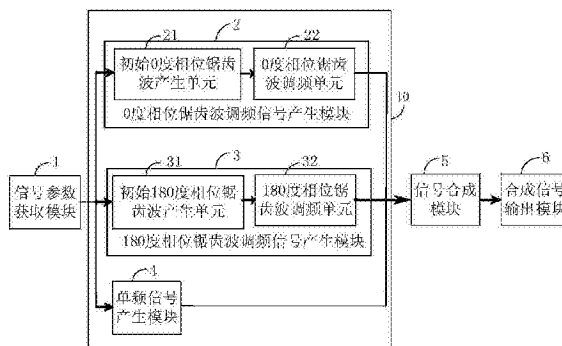 21
2
22
初始0度相位锯齿
波产生单元
0度相位锯齿
波调频单元
0度相位锯齿波调频信号产生模块
10
1
信号参数
获取模块
31
3
32
初始180度相位锯
齿波产生单元
180度相位锯
齿波调频单元
180度相位锯齿波调频信号产生模块
5
信号合成
模块
6
合成信号
输出模块
4
单频信号
产生模块